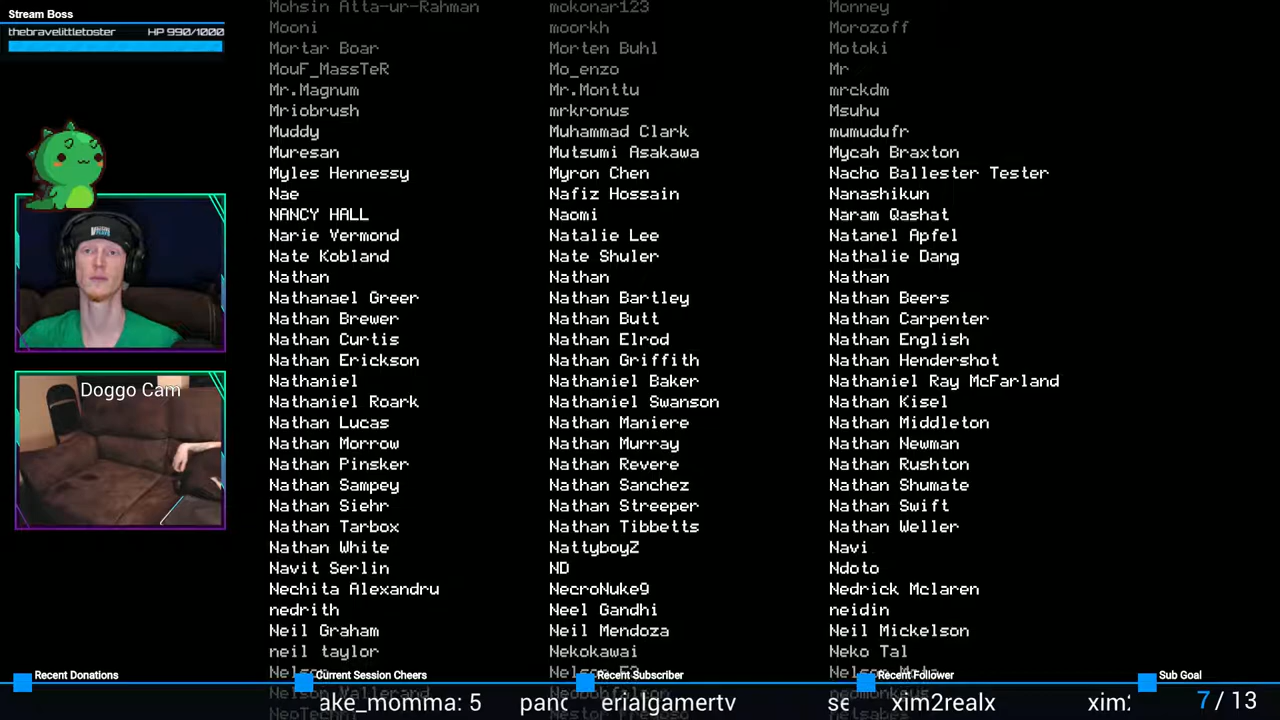 Stream Boss
thebravelittletoster HP 990/1000
Doggo Cam
Mohsin Atta-ur-Rahman mokonar123 Monney
Mooni moorkh Morozoff
Mortar Boar Morten Buhl Motoki
MouF_MassTeR Mo_enzo Mr
Mr.Magnum Mr.Monttu mrckdm
Mriobrush mrkronus Msuhu
Muddy Muhammad Clark mumudufr
Muresan Mutsumi Asakawa Mycah Braxton
Myles Hennessy Myron Chen Nacho Ballester Tester
Nae Nafiz Hossain Nanashikun
NANCY HALL Naomi Naram Qashat
Narie Vermond Natalie Lee Natanel Apfel
Nate Kobland Nate Shuler Nathalie Dang
Nathan Nathan Nathan
Nathanael Greer Nathan Bartley Nathan Beers
Nathan Brewer Nathan Butt Nathan Carpenter
Nathan Curtis Nathan Elrod Nathan English
Nathan Erickson Nathan Griffith Nathan Hendershot
Nathaniel Nathaniel Baker Nathaniel Ray McFarland
Nathaniel Roark Nathaniel Swanson Nathan Kisel
Nathan Lucas Nathan Maniere Nathan Middleton
Nathan Morrow Nathan Murray Nathan Newman
Nathan Pinsker Nathan Revere Nathan Rushton
Nathan Sampey Nathan Sanchez Nathan Shumate
Nathan Siehr Nathan Streeper Nathan Swift
Nathan Tarbox Nathan Tibbetts Nathan Weller
Nathan White NattyboyZ Navi
Navit Serlin ND Ndoto
Nechita Alexandru NecroNuke9 Nedrick Mclaren
nedrith Neel Gandhi neidin
Neil Graham Neil Mendoza Neil Mickelson
neil taylor Nekokawai Neko Tal
Recent Donations Current Session Cheers Recent Subscriber Recent Follower Sub Goal
ake_momma: 5 panc erialgamertv se xim2realx xim2 7 / 13